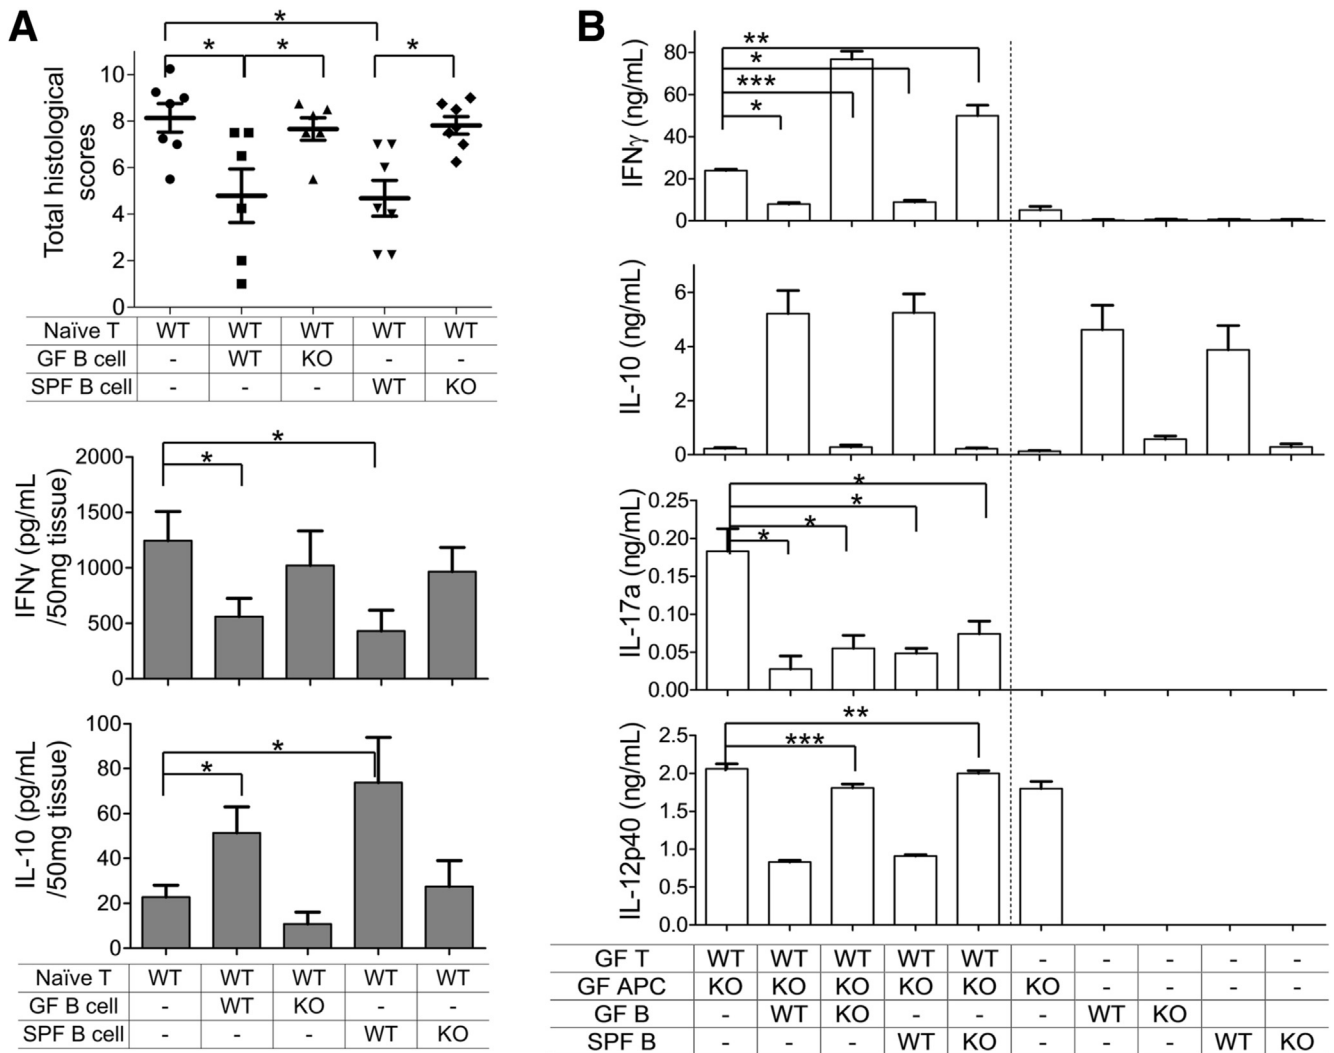 A
*
* * *
Total histological
scores
10
8
6
4
2
0
Naïve T WT WT WT WT WT
GF B cell - WT KO - -
SPF B cell - - - WT KO
*
*
IFNγ (pg/mL
/50mg tissue)
2000
1500
1000
500
0
*
*
IL-10 (pg/mL
/50mg tissue)
100
80
60
40
20
0
Naïve T WT WT WT WT WT
GF B cell - WT KO - -
SPF B cell - - - WT KO
B
**
*
***
*
IFNγ (ng/mL)
80
60
40
20
0
IL-10 (ng/mL)
6
4
2
0
*
*
*
*
IL-17a (ng/mL)
0.25
0.20
0.15
0.10
0.05
0.00
**
***
IL-12p40 (ng/mL)
2.5
2.0
1.5
1.0
0.5
0.0
GF T WT WT WT WT WT - - - - -
GF APC KO KO KO KO KO KO - - - -
GF B - WT KO - - - WT KO
SPF B - - - WT KO - - - WT KO